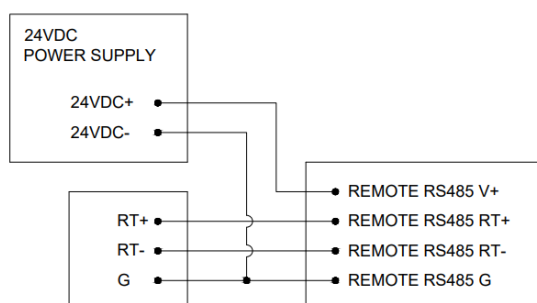 24VDC
POWER SUPPLY
24VDC+
24VDC-
RT+
RT-
G
REMOTE RS485 V+
REMOTE RS485 RT+
REMOTE RS485 RT-
REMOTE RS485 G